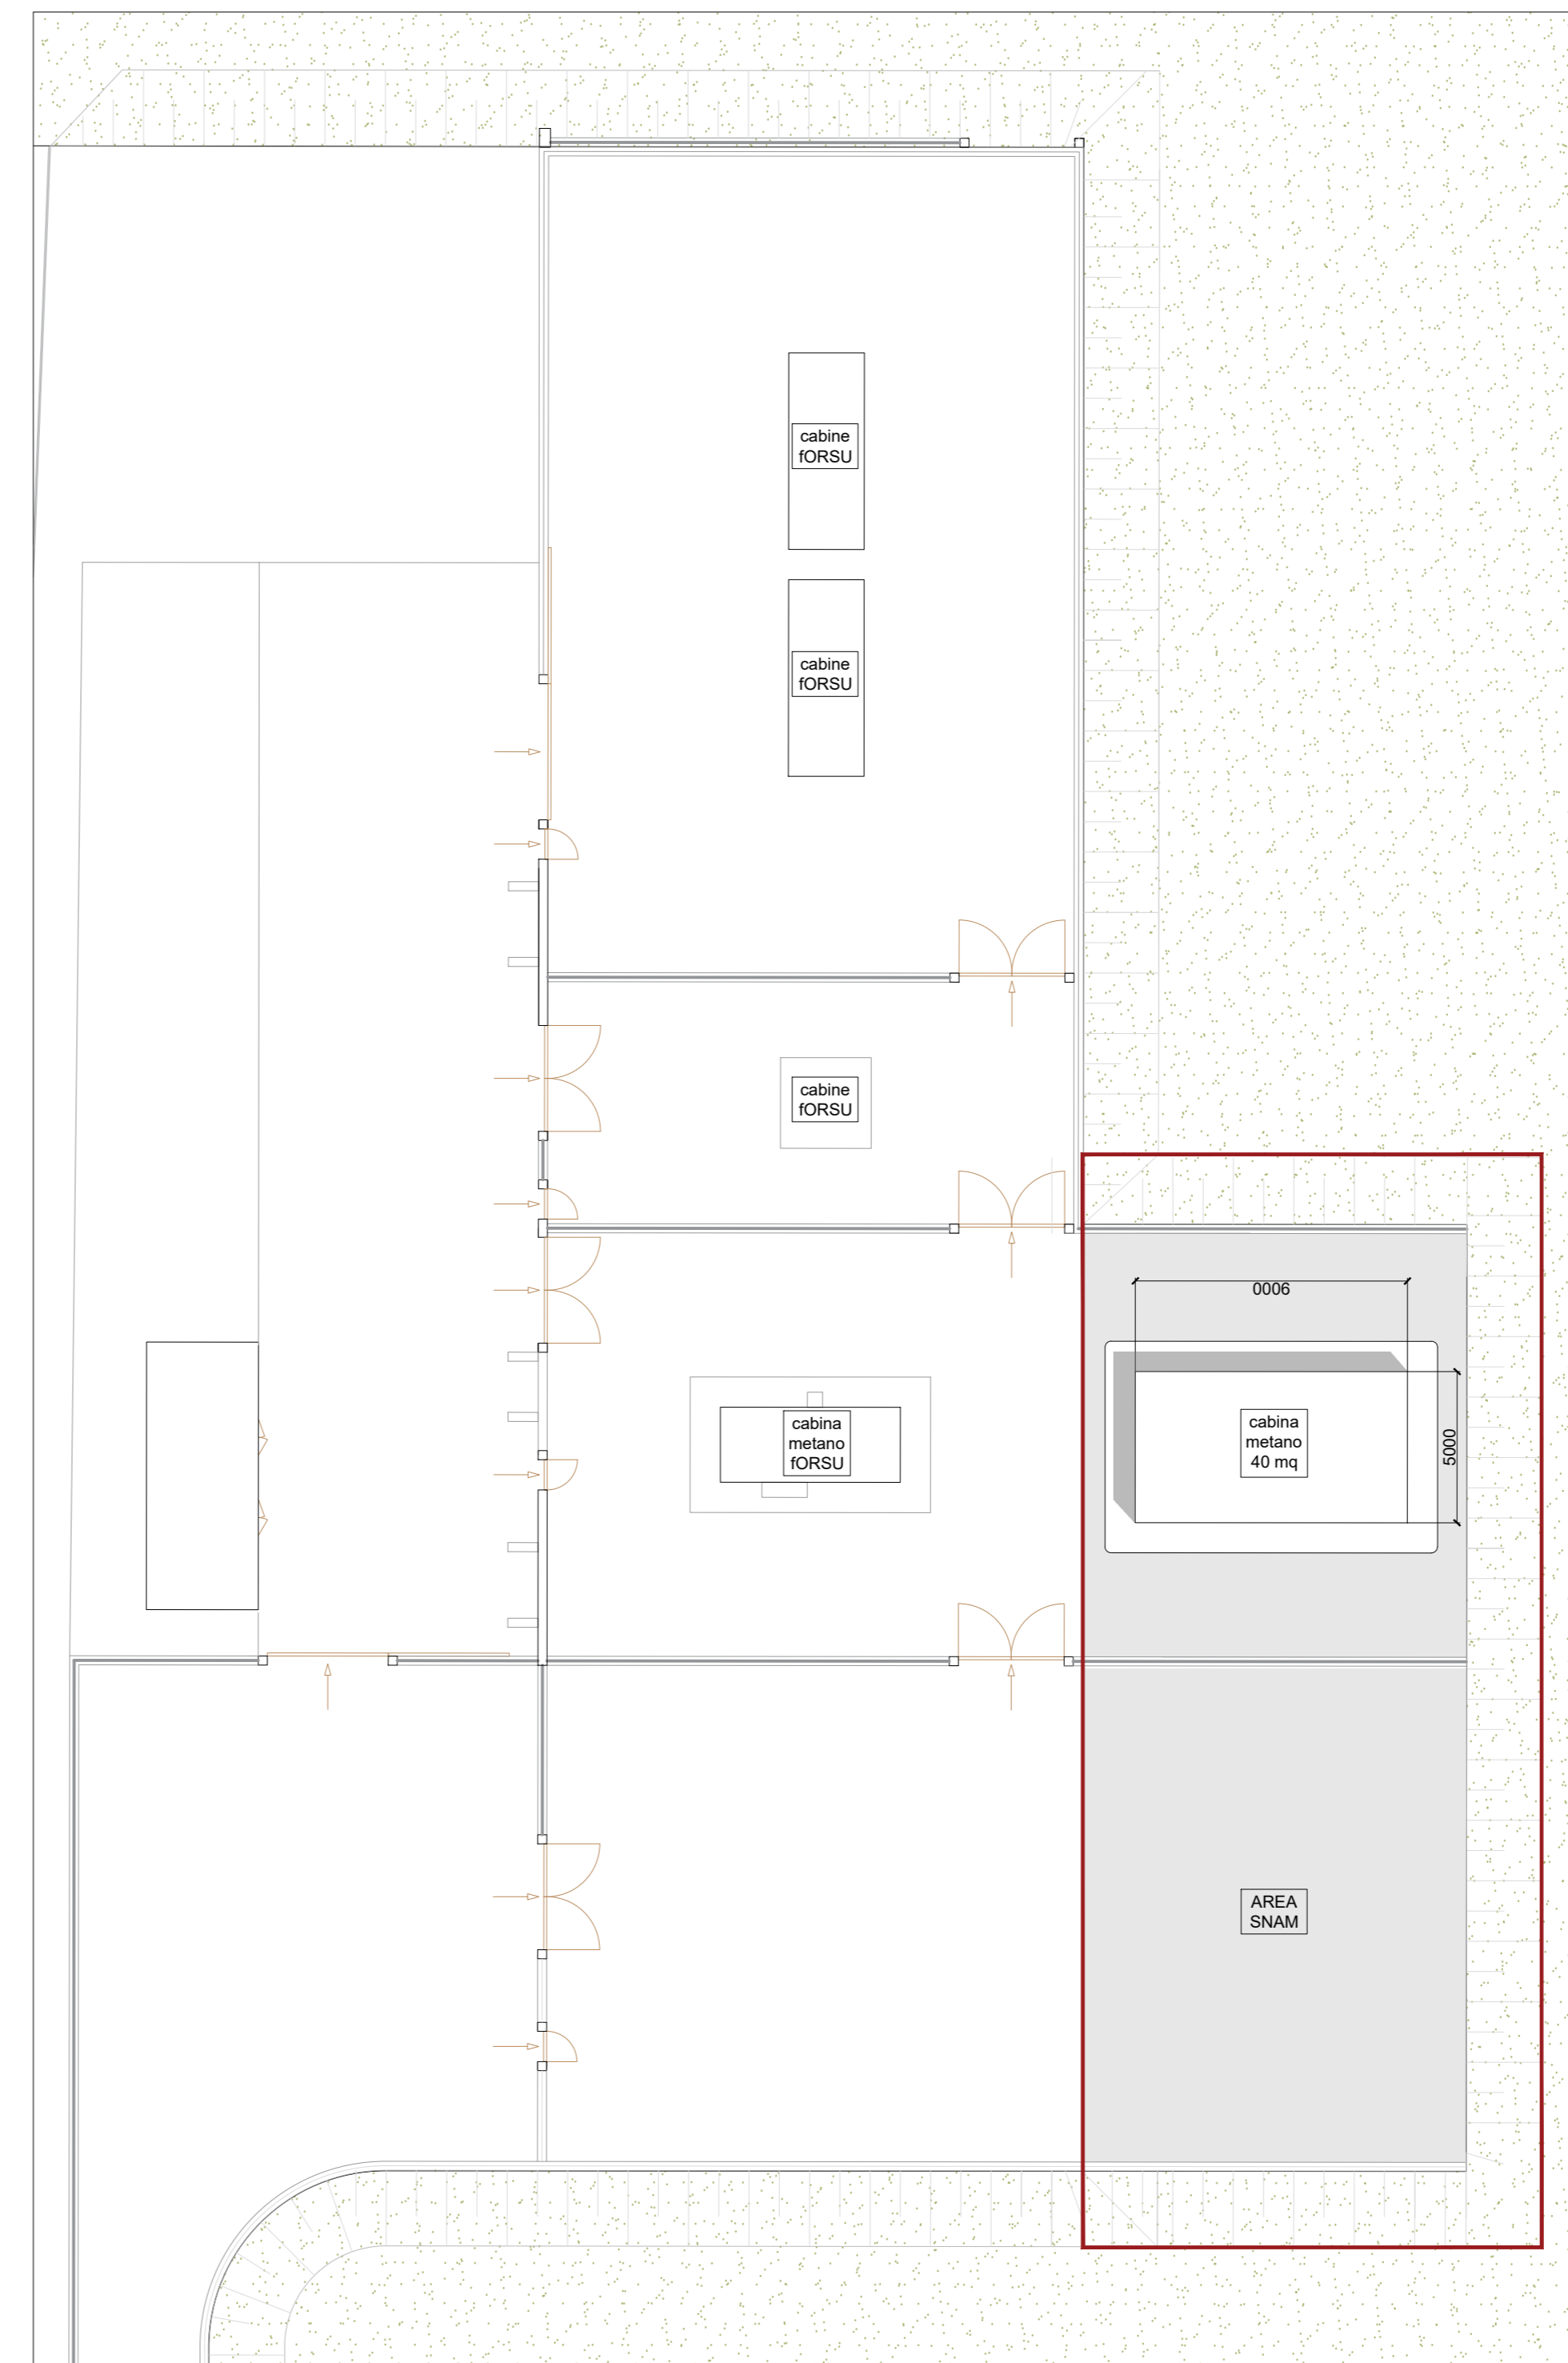 cabine
fORSU
cabine
fORSU
cabine
fORSU
0006
cabina
metano
fORSU
cabina
metano
40 mq
5000
AREA
SNAM